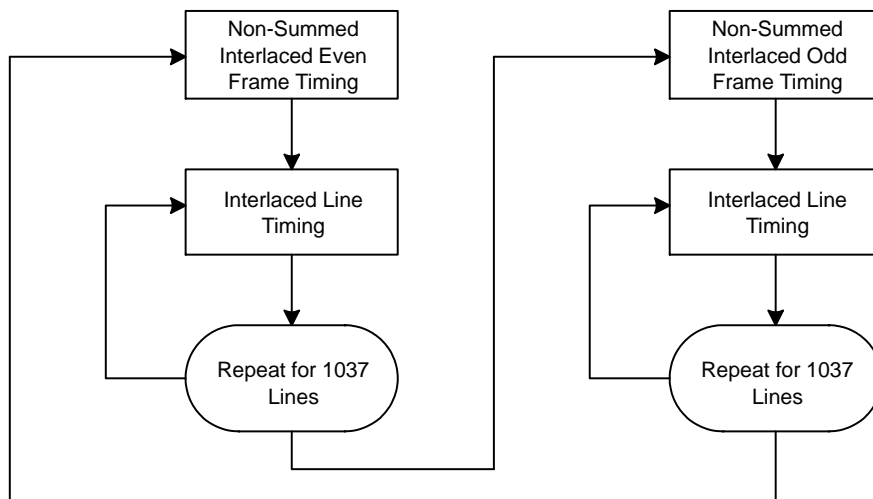 Non-Summed
Interlaced Even
Frame Timing
Interlaced Line
Timing
Repeat for 1037
Lines
Non-Summed
Interlaced Odd
Frame Timing
Interlaced Line
Timing
Repeat for 1037
Lines